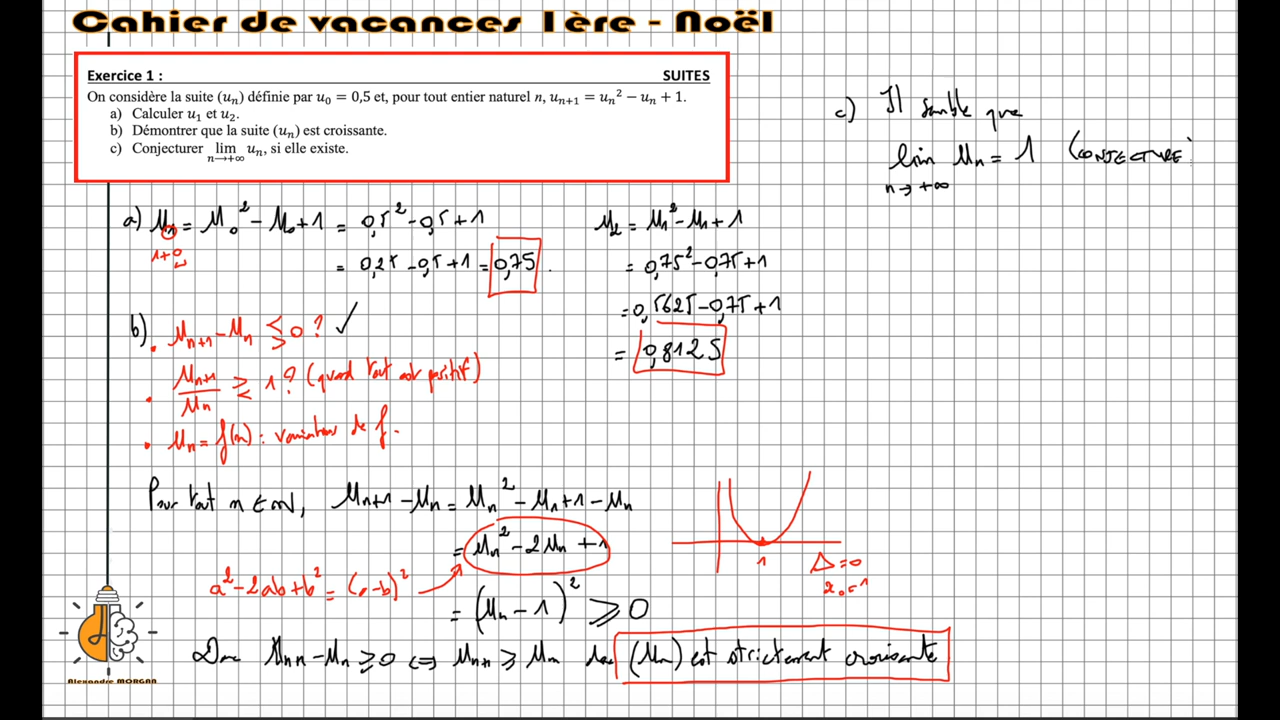 Cahier de vacances 1ère - Noël
Exercice 1 : SUITES
On considère la suite (uₙ) définie par u₀ = 0,5 et, pour tout entier naturel n, uₙ₊₁ = uₙ² − uₙ + 1.
a) Calculer u₁ et u₂.
b) Démontrer que la suite (uₙ) est croissante.
c) Conjecturer lim uₙ, si elle existe.
n→+∞
a) u₁ = u₀² − u₀ + 1 = 0,5² − 0,5 + 1
1+0
= 0,25 − 0,5 + 1 = 0,75
u₂ = u₁² − u₁ + 1
= 0,75² − 0,75 + 1
= 0,5625 − 0,75 + 1
= 0,8125
b)
• uₙ₊₁ − uₙ ≤ ≥ 0 ?
• uₙ₊₁/uₙ ≥ ≤ 1 ? (quand tout est positif)
• uₙ = f(n) : variations de f.
Pour tout n ∈ ℕ, uₙ₊₁ − uₙ = uₙ² − uₙ + 1 − uₙ
= uₙ² − 2uₙ + 1
a² − 2ab + b² = (a − b)²
= (uₙ − 1)² ≥ 0
Donc uₙ₊₁ − uₙ ≥ 0 ⇔ uₙ₊₁ ≥ uₙ donc (uₙ) est strictement croissante
1
Δ = 0
c) Il semble que
lim uₙ = 1 (CONJECTURE
n→+∞
Alexandre MORGAN